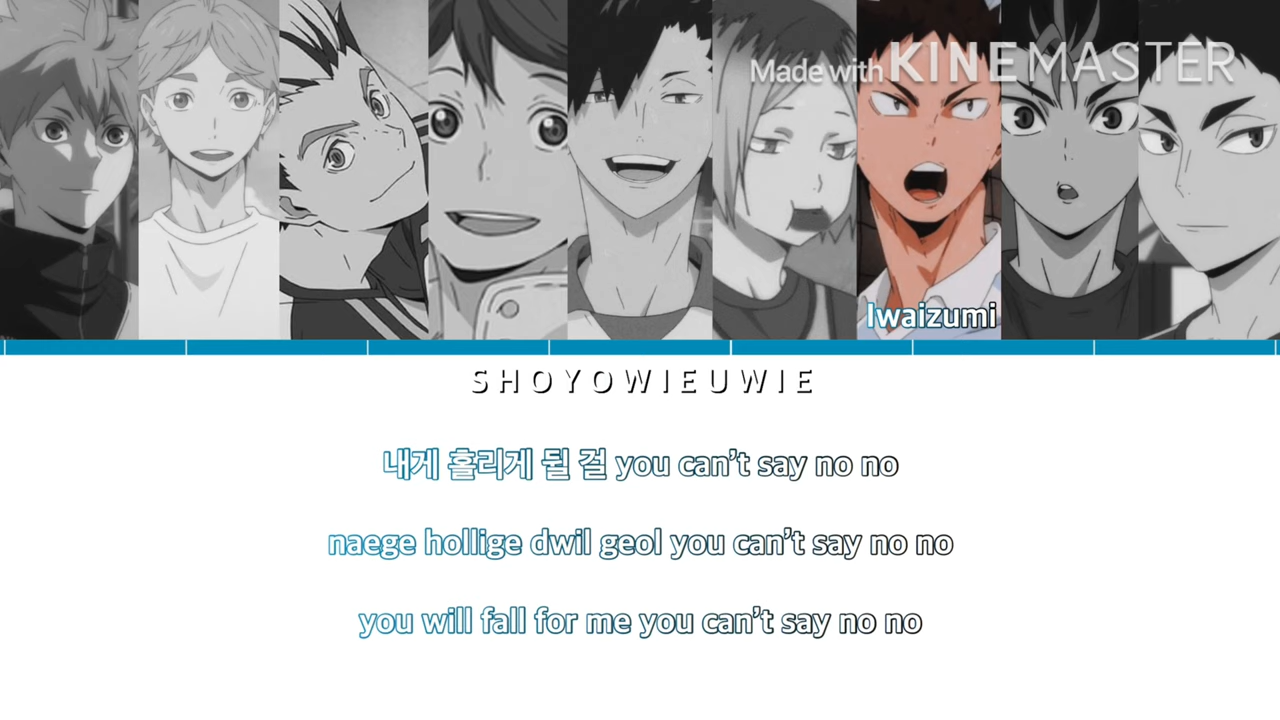 Made with KINEMASTER
Iwaizumi
SHOYOWIEUWIE
내게 홀리게 뒬 걸 you can't say no no
naege hollige dwil geol you can't say no no
you will fall for me you can't say no no